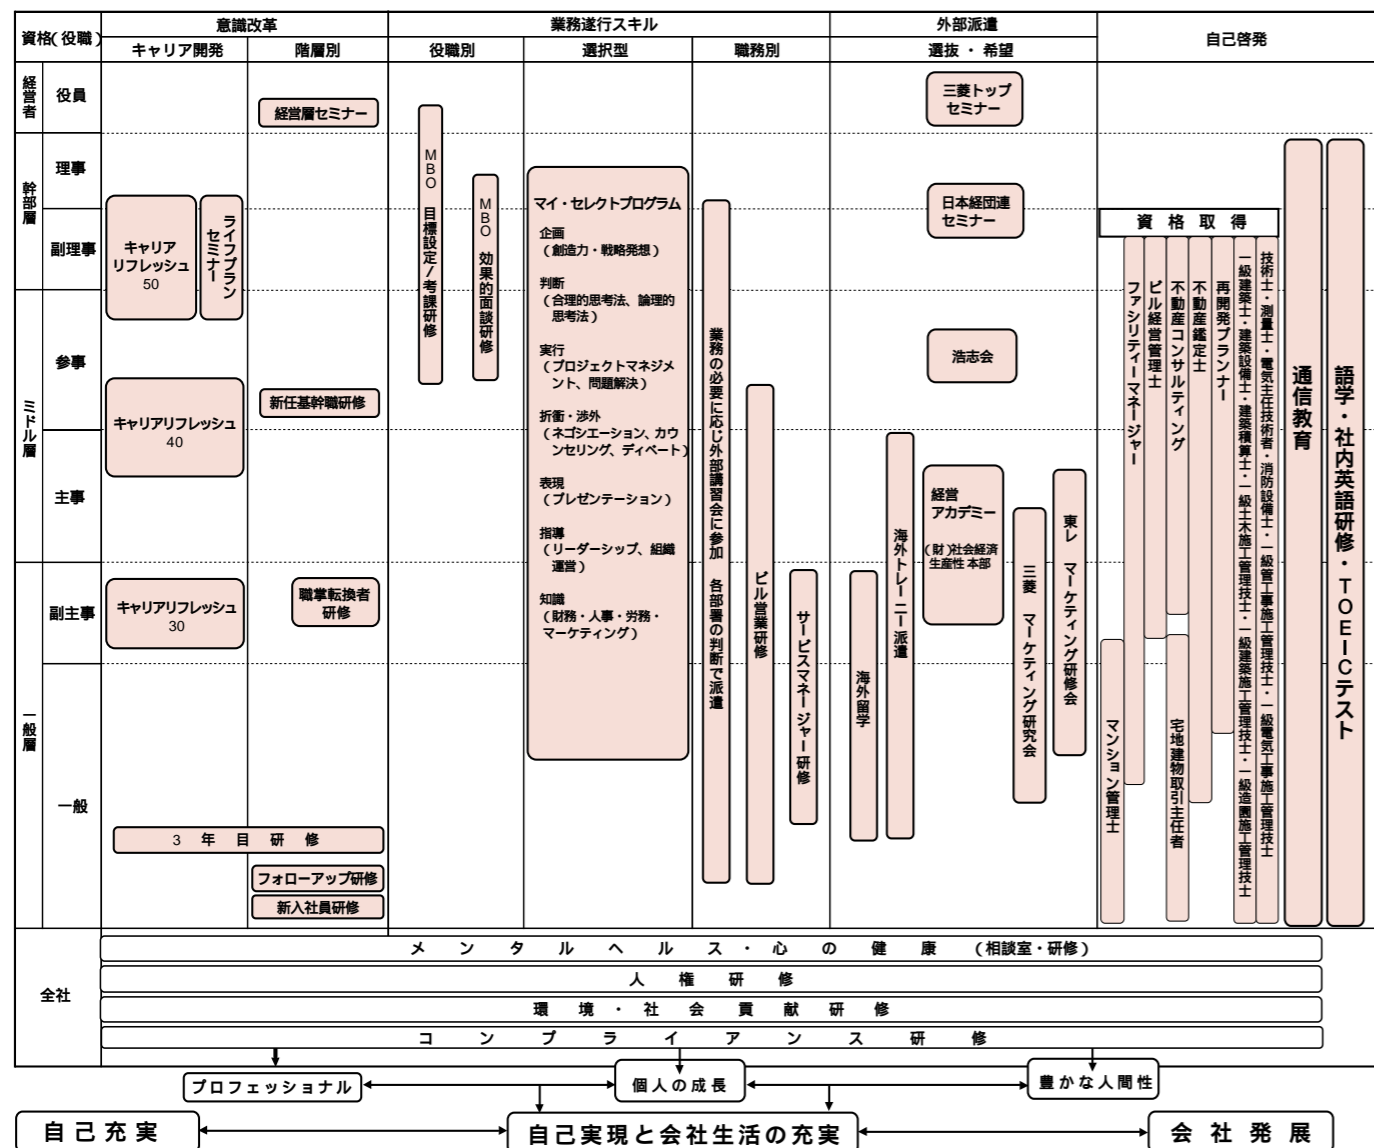 資格(役職)
意識改革
業務遂行スキル
外部派遣
自己啓発
キャリア開発
階層別
役職別
選択型
職務別
選抜 ・ 希望
経営者
役員
幹部層
理事
副理事
ミドル層
参事
主事
副主事
一般層
一般
キャリア
リフレッシュ
50
ライフプラン
セミナー
キャリアリフレッシュ
40
キャリアリフレッシュ
30
経営層セミナー
新任基幹職研修
職掌転換者
研修
3 年 目 研 修
フォローアップ研修
新入社員研修
MBO 目標設定/考課研修
MBO 効果的面談研修
マイ・セレクトプログラム
企画
(創造力・戦略発想)
判断
(合理的思考法、論理的
思考法)
実行
(プロジェクトマネジメ
ント、問題解決)
折衝・渉外
(ネゴシエーション、カウ
ンセリング、ディベート)
表現
(プレゼンテーション)
指導
(リーダーシップ、組織
運営)
知識
(財務・人事・労務・
マーケティング)
業務の必要に応じ外部講習会に参加 各部署の判断で派遣
ビル営業研修
サービスマネージャー研修
三菱トップ
セミナー
日本経団連
セミナー
浩志会
海外留学
海外トレーニー派遣
経営
アカデミー
(財)社会経済
生産性本部
三菱 マーケティング研究会
東レ マーケティング研修会
資 格 取 得
マンション管理士
ファシリティーマネージャー
ビル経営管理士
不動産コンサルティング
宅地建物取引主任者
不動産鑑定士
再開発プランナー
一級建築士・建築設備士・建築積算士・一級土木施工管理技士・一級建築施工管理技士・一級造園施工管理技士
技術士・測量士・電気主任技術者・消防設備士・一級管工事施工管理技士・一級電気工事施工管理技士
通信教育
語学・社内英語研修・TOEICテスト
全社
メ ン タ ル ヘ ル ス ・ 心 の 健 康 (相談室・研修)
人 権 研 修
環 境 ・ 社 会 貢 献 研 修
コ ン プ ラ イ ア ン ス 研 修
プロフェッショナル
個人の成長
豊かな人間性
自己充実
自己実現と会社生活の充実
会社発展